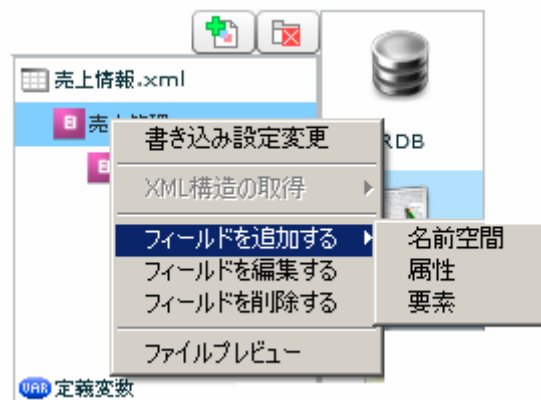 売上情報.xml
売
書き込み設定変更
RDB
XML構造の取得
フィールドを追加する
名前空間
フィールドを編集する
属性
フィールドを削除する
要素
ファイルプレビュー
VAR 定義変数